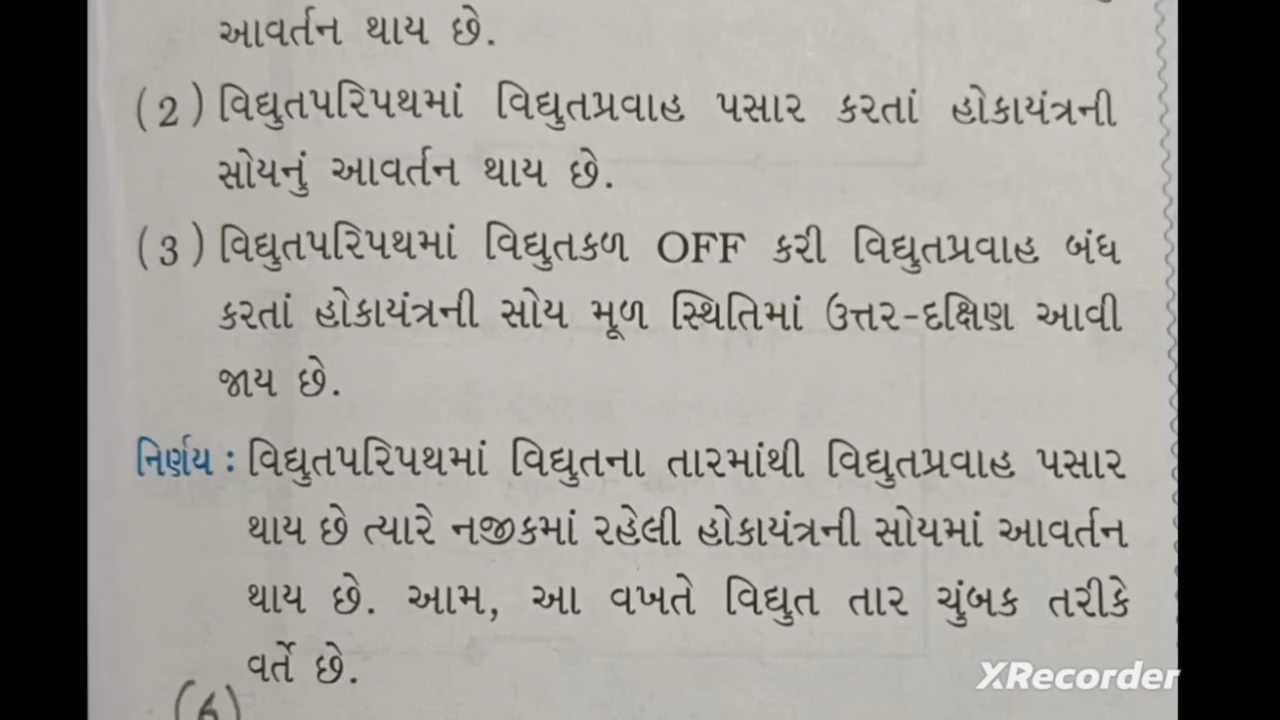 આવર્તન થાય છે.
(2) વિદ્યુતપરિપથમાં વિદ્યુતપ્રવાહ પસાર કરતાં હોકાયંત્રની
સોયનું આવર્તન થાય છે.
(3) વિદ્યુતપરિપથમાં વિદ્યુતકળ OFF કરી વિદ્યુતપ્રવાહ બંધ
કરતાં હોકાયંત્રની સોય મૂળ સ્થિતિમાં ઉત્તર-દક્ષિણ આવી
જાય છે.
નિર્ણય : વિદ્યુતપરિપથમાં વિદ્યુતના તારમાંથી વિદ્યુતપ્રવાહ પસાર
થાય છે ત્યારે નજીકમાં રહેલી હોકાયંત્રની સોયમાં આવર્તન
થાય છે. આમ, આ વખતે વિદ્યુત તાર ચુંબક તરીકે
વર્તે છે.
XRecorder